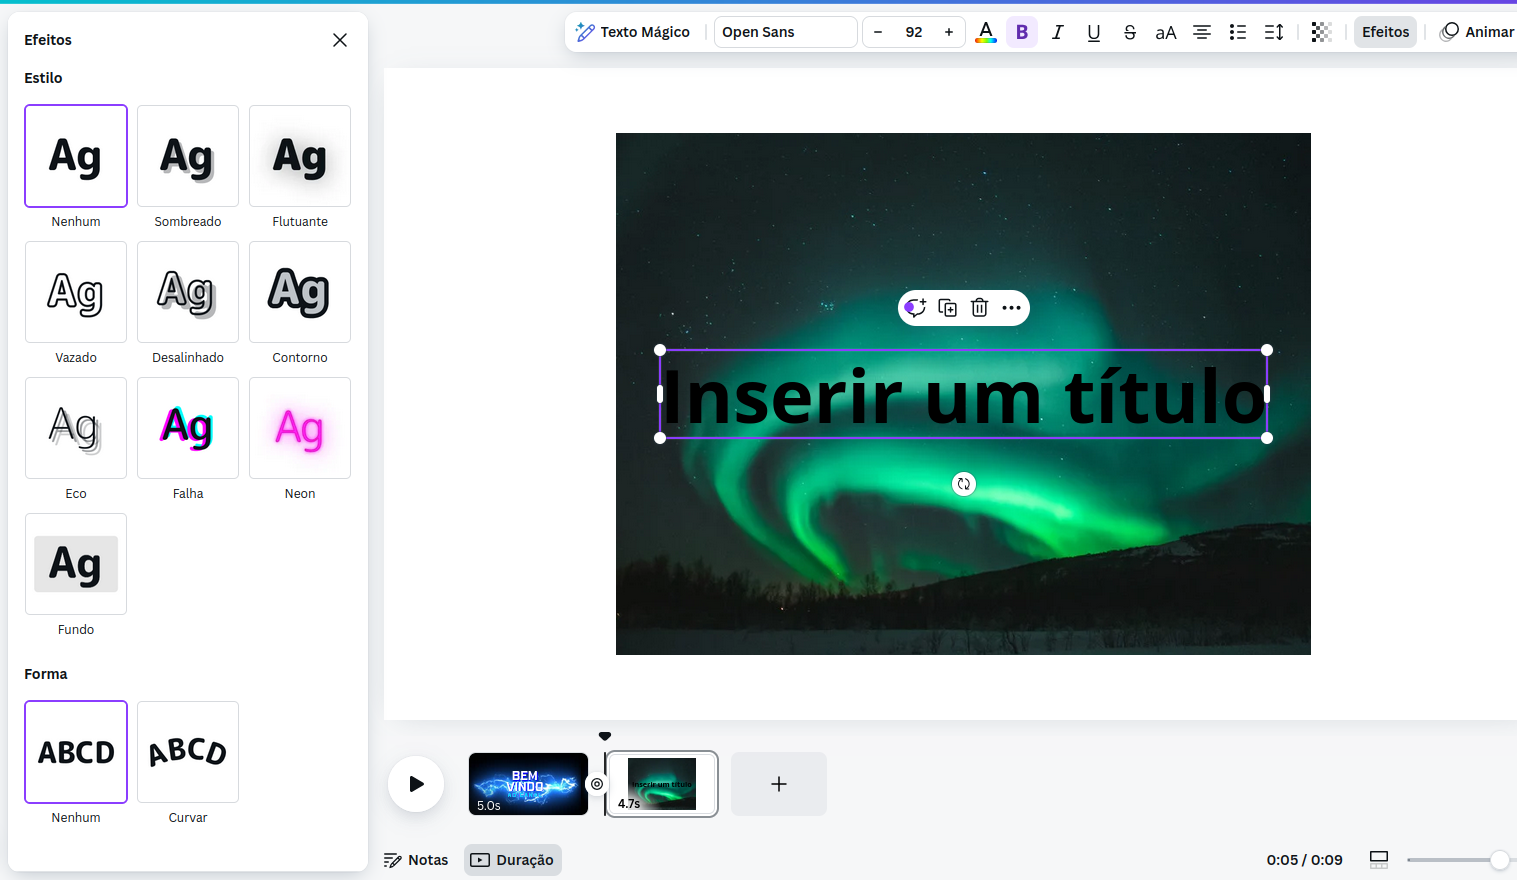 Efeitos
Estilo
Ag
Ag
Ag
Nenhum
Sombreado
Flutuante
Ag
Ag
Ag
Vazado
Desalinhado
Contorno
Ag
Ag
Ag
Eco
Falha
Neon
Ag
Fundo
Forma
ABCD
ABCD
Nenhum
Curvar
Texto Mágico
Open Sans
− 92 +
A
B
I
U
S
aA
Efeitos
Animar
Inserir um título
BEM
VINDO
5.0s
Inserir um título
4.7s
+
Notas
Duração
0:05 / 0:09